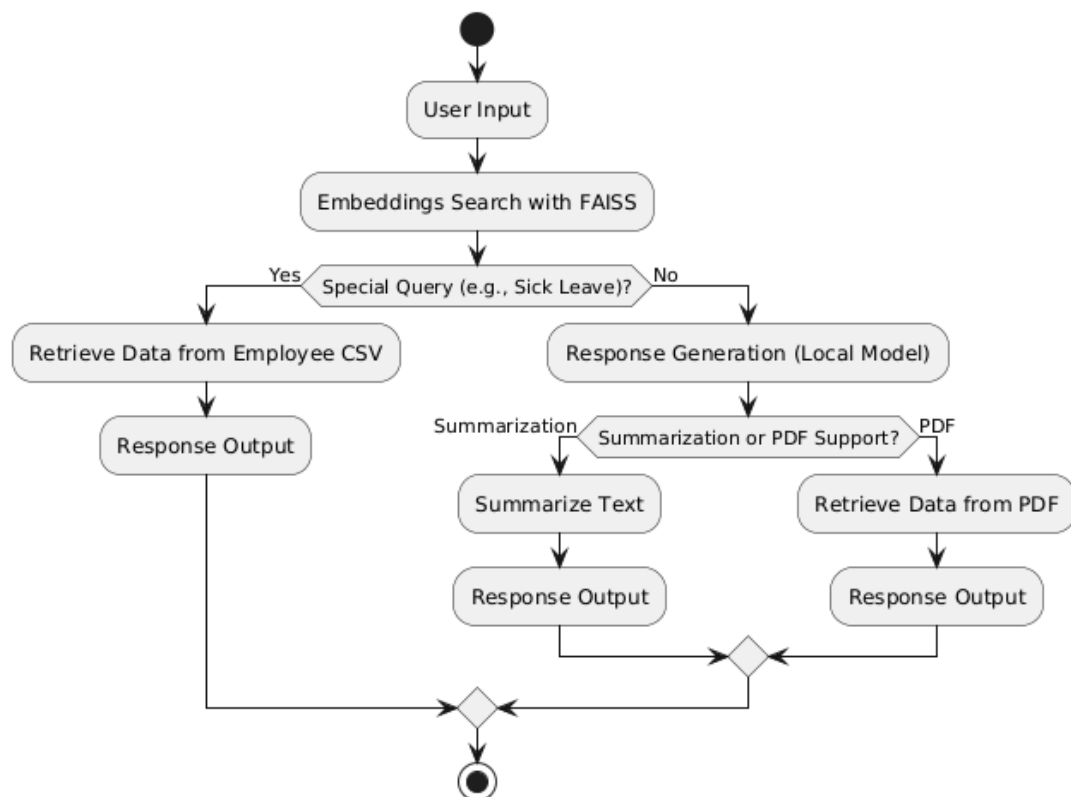 User Input
Embeddings Search with FAISS
Yes
Special Query (e.g., Sick Leave)?
No
Retrieve Data from Employee CSV
Response Output
Response Generation (Local Model)
Summarization
Summarization or PDF Support?
PDF
Summarize Text
Response Output
Retrieve Data from PDF
Response Output